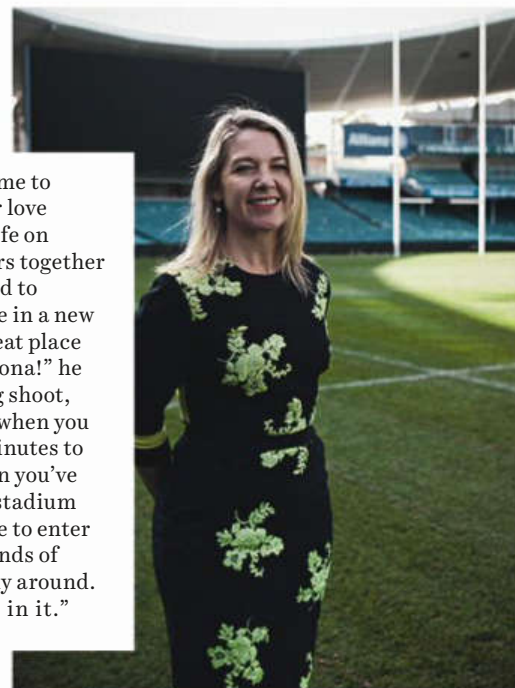 me to
love
fe on
rs together
d to
e in a new
eat place
ona!” he
g shoot,
when you
inutes to
n you’ve
stadium
e to enter
nds of
y around.
in it.”
Allianz